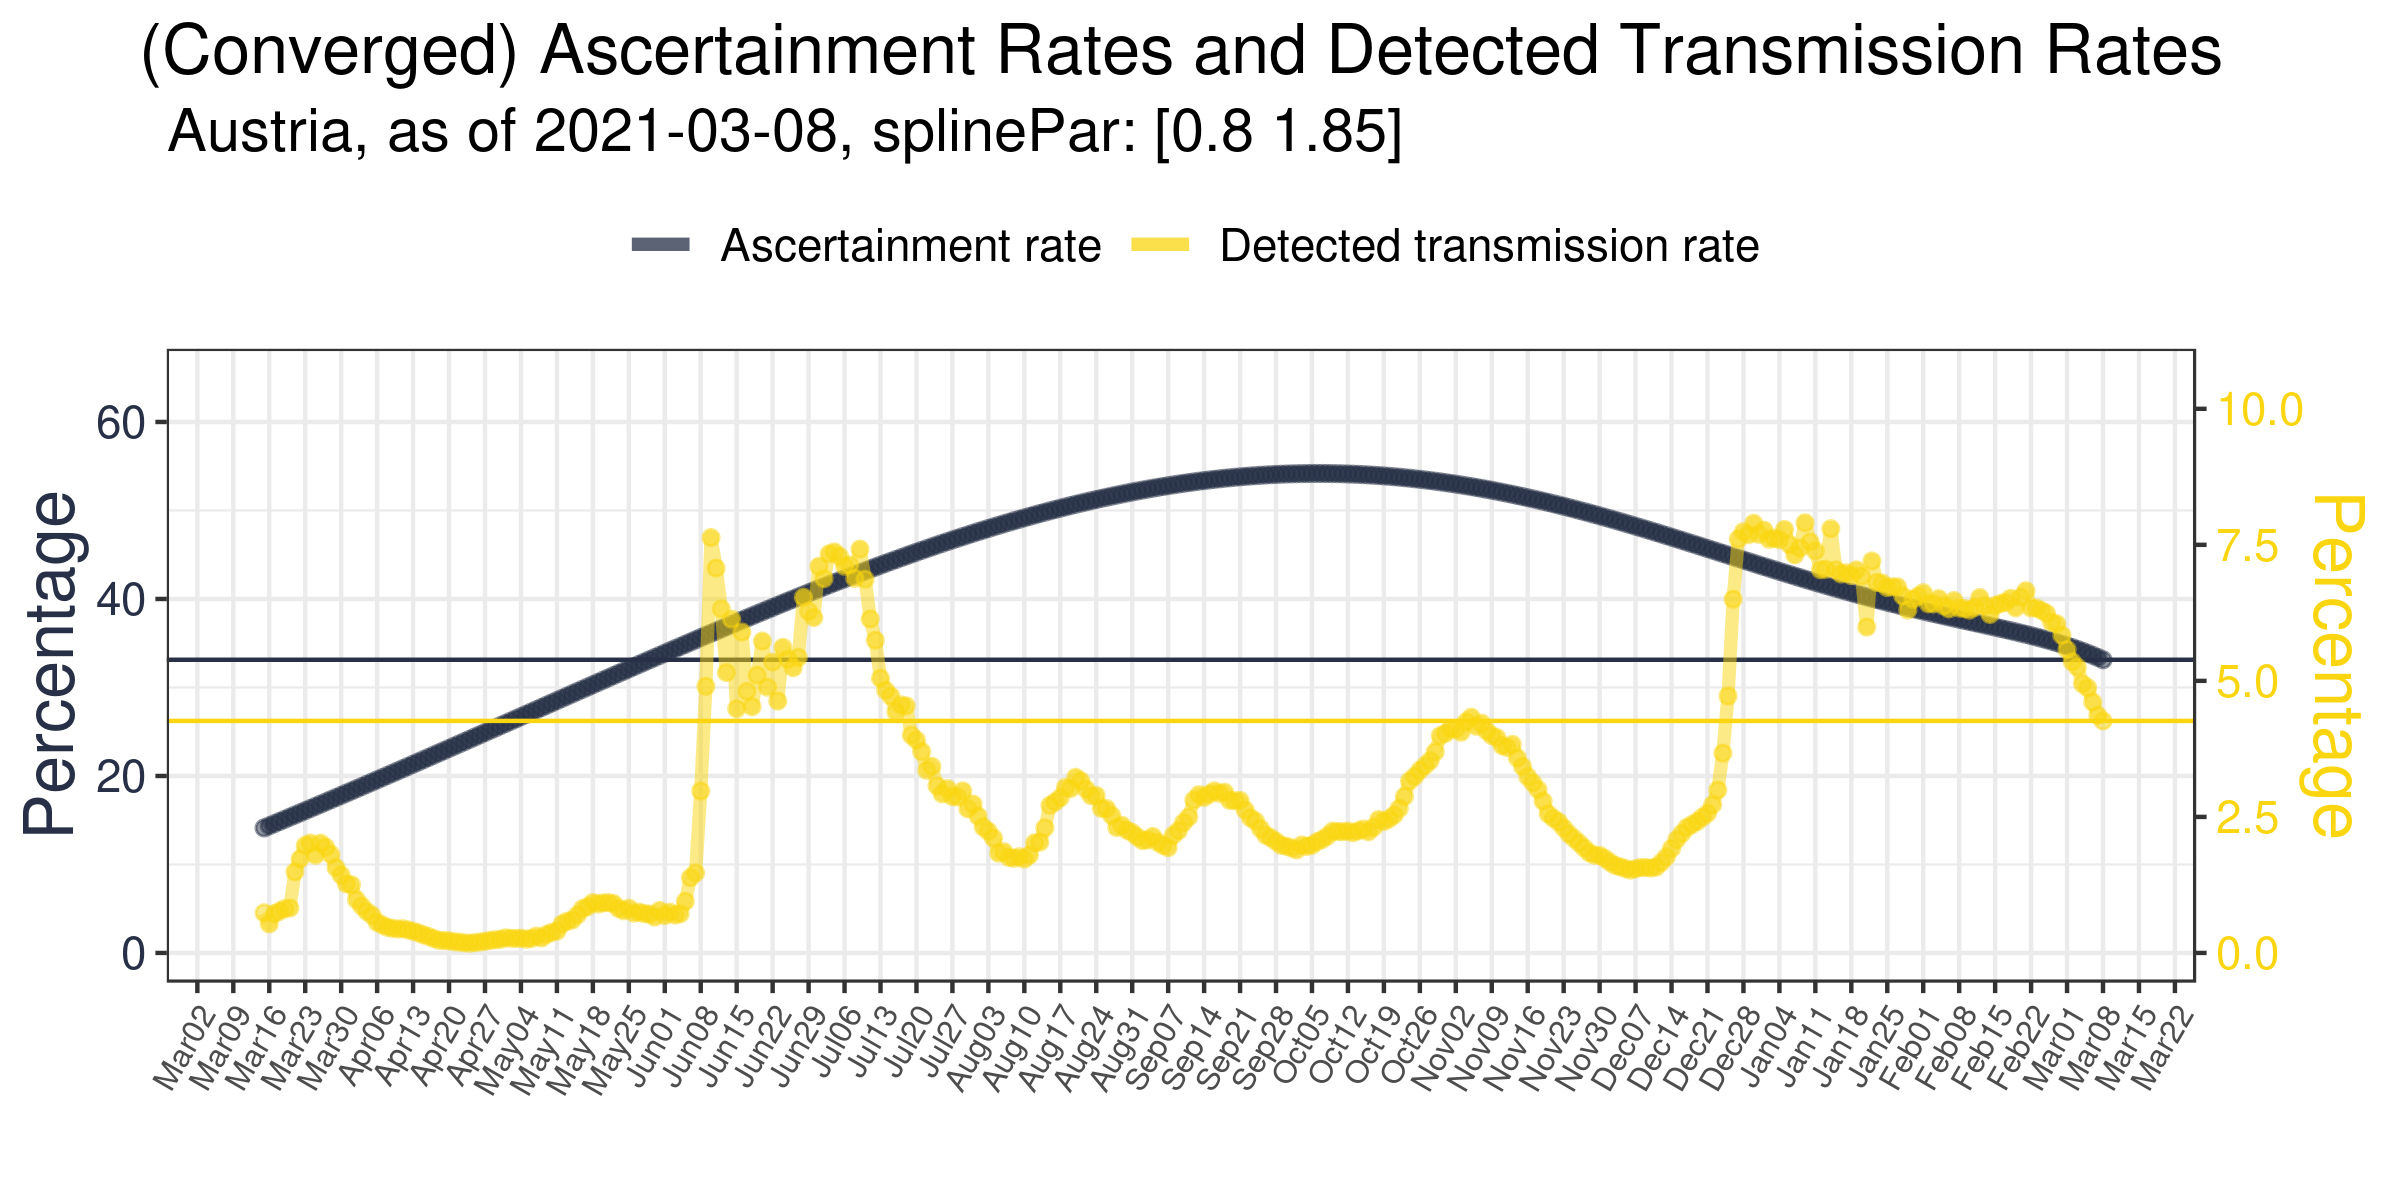 (Converged) Ascertainment Rates and Detected Transmission Rates
Austria, as of 2021-03-08, splinePar: [0.8 1.85]
Ascertainment rate
Detected transmission rate
Percentage
60
40
20
0
10.0
7.5
5.0
2.5
0.0
Percentage
Mar02
Mar09
Mar16
Mar23
Mar30
Apr06
Apr13
Apr20
Apr27
May04
May11
May18
May25
Jun01
Jun08
Jun15
Jun22
Jun29
Jul06
Jul13
Jul20
Jul27
Aug03
Aug10
Aug17
Aug24
Aug31
Sep07
Sep14
Sep21
Sep28
Oct05
Oct12
Oct19
Oct26
Nov02
Nov09
Nov16
Nov23
Nov30
Dec07
Dec14
Dec21
Dec28
Jan04
Jan11
Jan18
Jan25
Feb01
Feb08
Feb15
Feb22
Mar01
Mar08
Mar15
Mar22